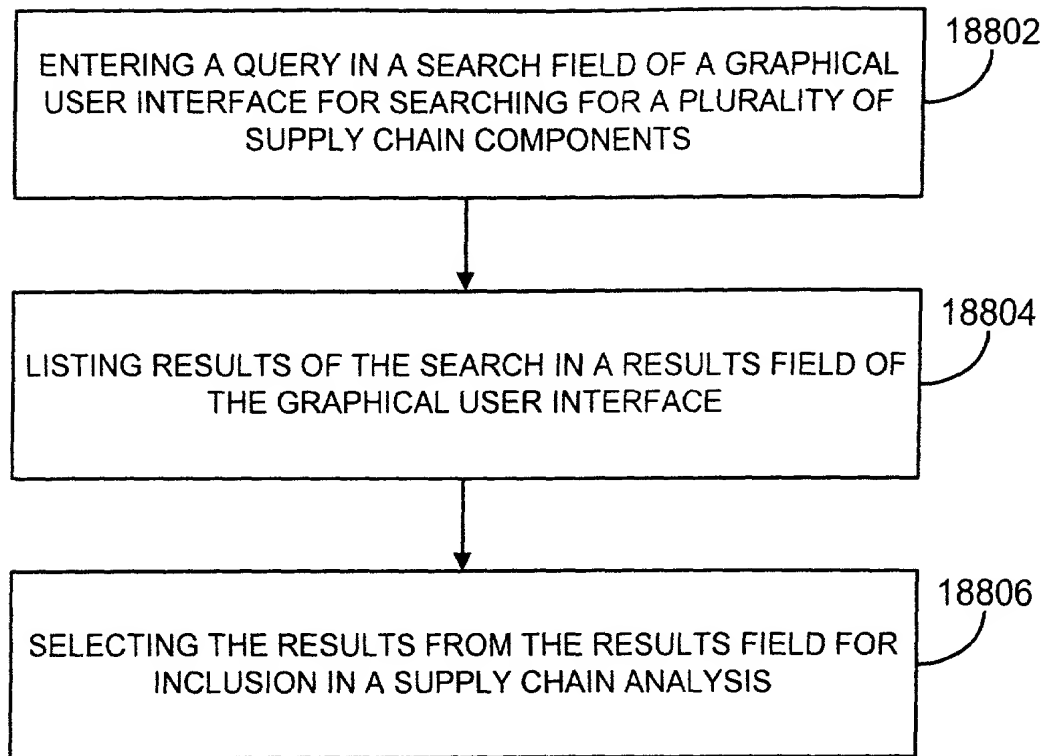 18802
ENTERING A QUERY IN A SEARCH FIELD OF A GRAPHICAL
USER INTERFACE FOR SEARCHING FOR A PLURALITY OF
SUPPLY CHAIN COMPONENTS
18804
LISTING RESULTS OF THE SEARCH IN A RESULTS FIELD OF
THE GRAPHICAL USER INTERFACE
18806
SELECTING THE RESULTS FROM THE RESULTS FIELD FOR
INCLUSION IN A SUPPLY CHAIN ANALYSIS